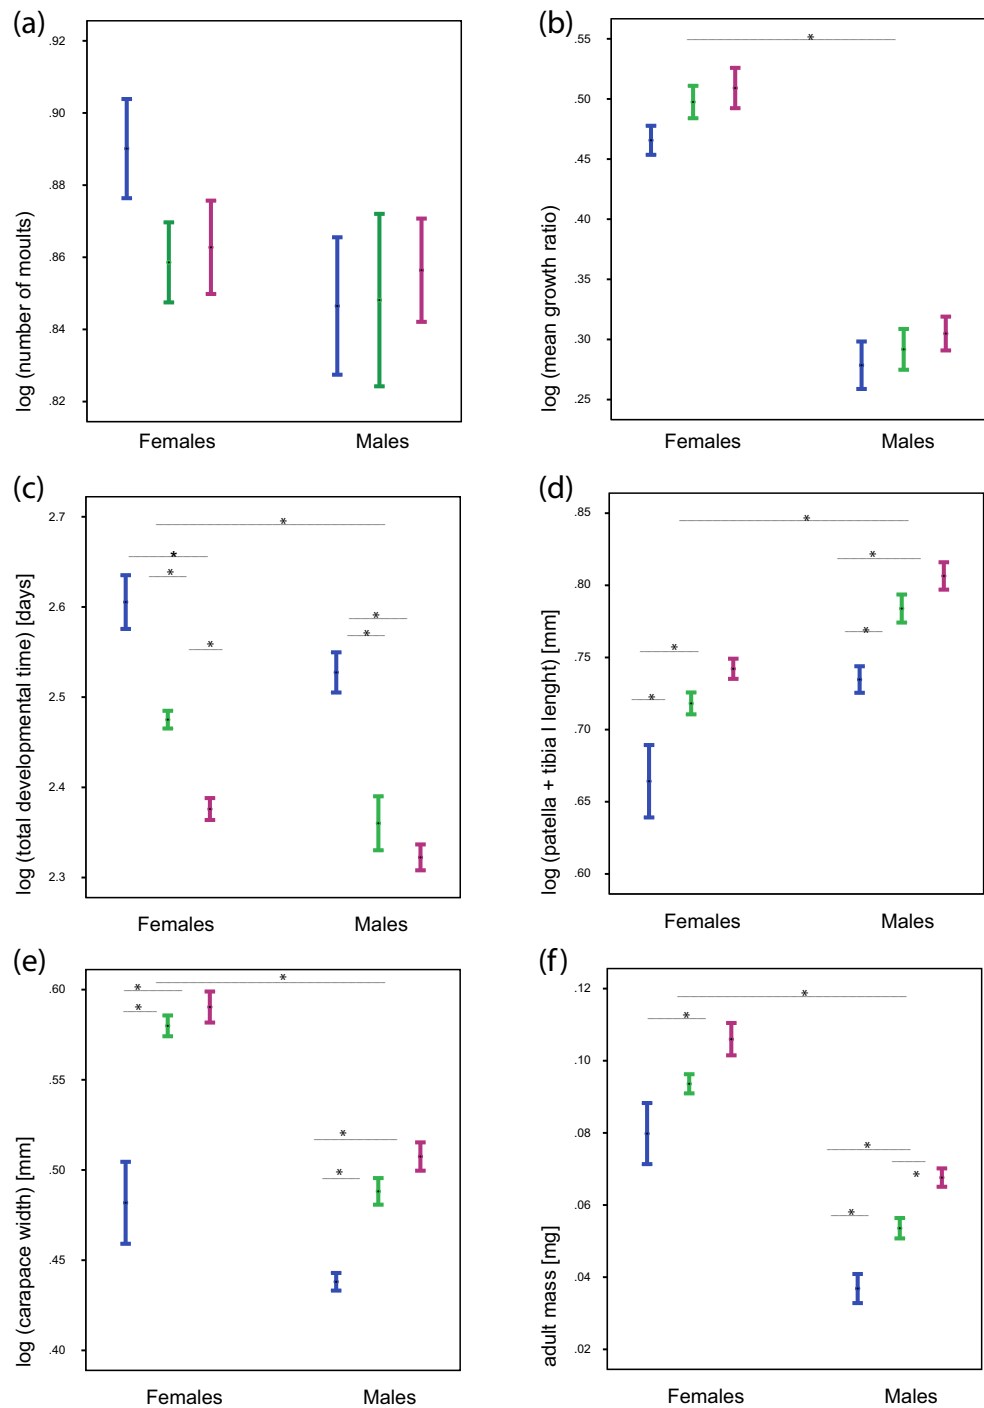 (a)
.92
.90
.88
.86
.84
.82
log (number of moults)
Females
Males
(b)
.55
*
.50
.45
.40
.35
.30
.25
log (mean growth ratio)
Females
Males
(c)
2.7
2.6
2.5
2.4
2.3
*
*
*
*
*
*
log (total developmental time) [days]
Females
Males
(d)
.85
.80
.75
.70
.65
.60
*
*
*
*
*
log (patella + tibia I lenght) [mm]
Females
Males
(e)
.60
.55
.50
.45
.40
*
*
*
*
*
log (carapace width) [mm]
Females
Males
(f)
.12
.10
.08
.06
.04
.02
*
*
*
*
*
adult mass [mg]
Females
Males